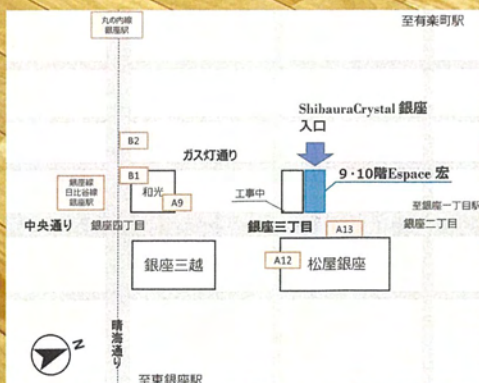 丸の内線
銀座駅
至有楽町駅
ShibauraCrystal 銀座
入口
B2
ガス灯通り
9・10階Espace 宏
B1
銀座線
日比谷線
銀座駅
和光
A9
工事中
至銀座一丁目駅
中央通り
銀座四丁目
銀座三丁目
A13
銀座二丁目
銀座三越
A12
松屋銀座
晴海通り
Z
至東銀座駅